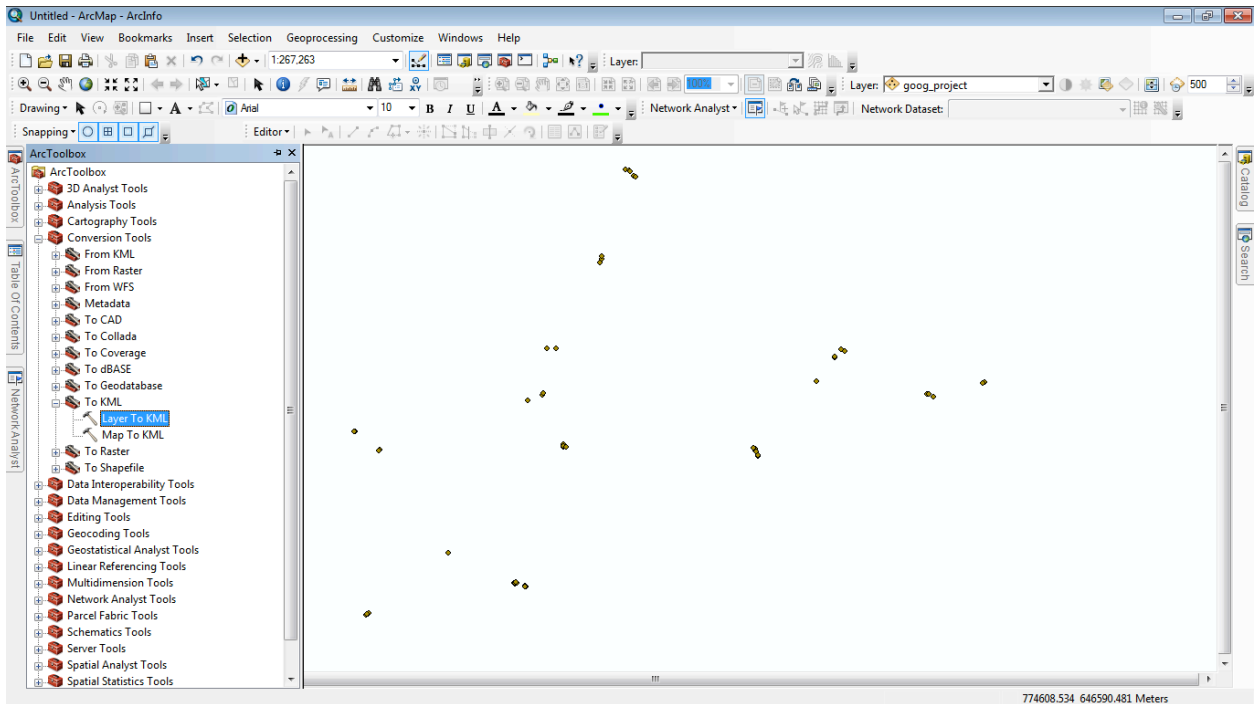 Untitled - ArcMap - ArcInfo
File Edit View Bookmarks Insert Selection Geoprocessing Customize Windows Help
1:267,263 Layer:
100% Layer: goog_project 500
Drawing A Arial 10 B I U A Network Analyst Network Dataset:
Snapping Editor
ArcToolbox
ArcToolbox
3D Analyst Tools
Analysis Tools
Cartography Tools
Conversion Tools
From KML
From Raster
From WFS
Metadata
To CAD
To Collada
To Coverage
To dBASE
To Geodatabase
To KML
Layer To KML
Map To KML
To Raster
To Shapefile
Data Interoperability Tools
Data Management Tools
Editing Tools
Geocoding Tools
Geostatistical Analyst Tools
Linear Referencing Tools
Multidimension Tools
Network Analyst Tools
Parcel Fabric Tools
Schematics Tools
Server Tools
Spatial Analyst Tools
Spatial Statistics Tools
ArcToolbox
Table Of Contents
Network Analyst
Catalog
Search
774608.534 646590.481 Meters